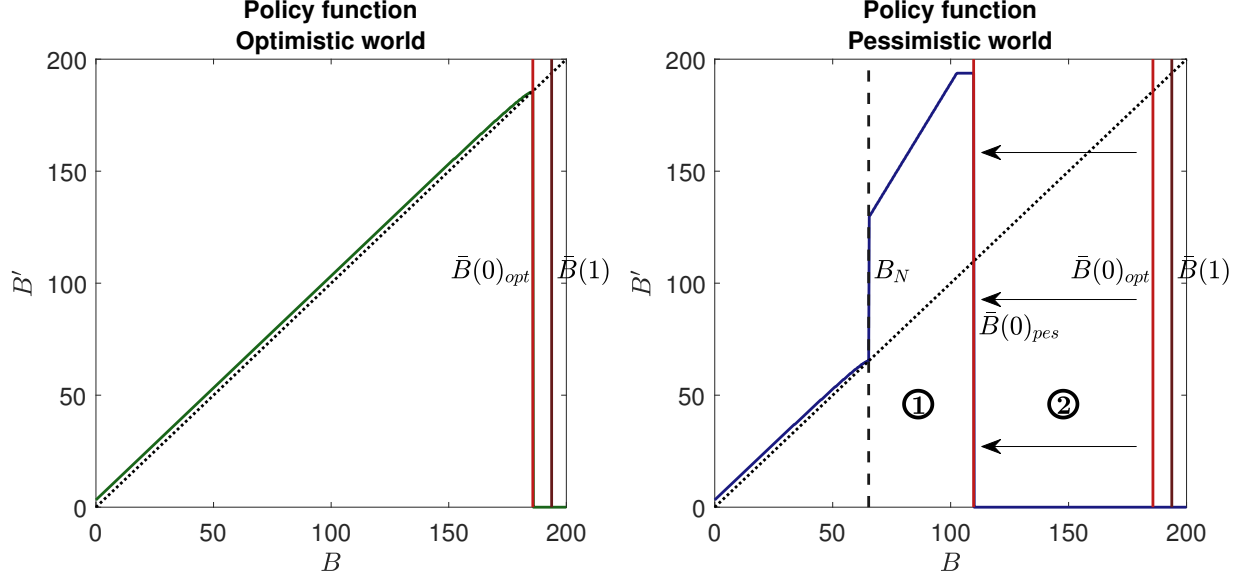 Policy function
Optimistic world
200
150
100
50
0
B'
B̄(0)opt
B̄(1)
0
50
100
150
200
B
Policy function
Pessimistic world
200
150
100
50
0
B'
B_N
B̄(0)opt
B̄(1)
B̄(0)pes
①
②
0
50
100
150
200
B